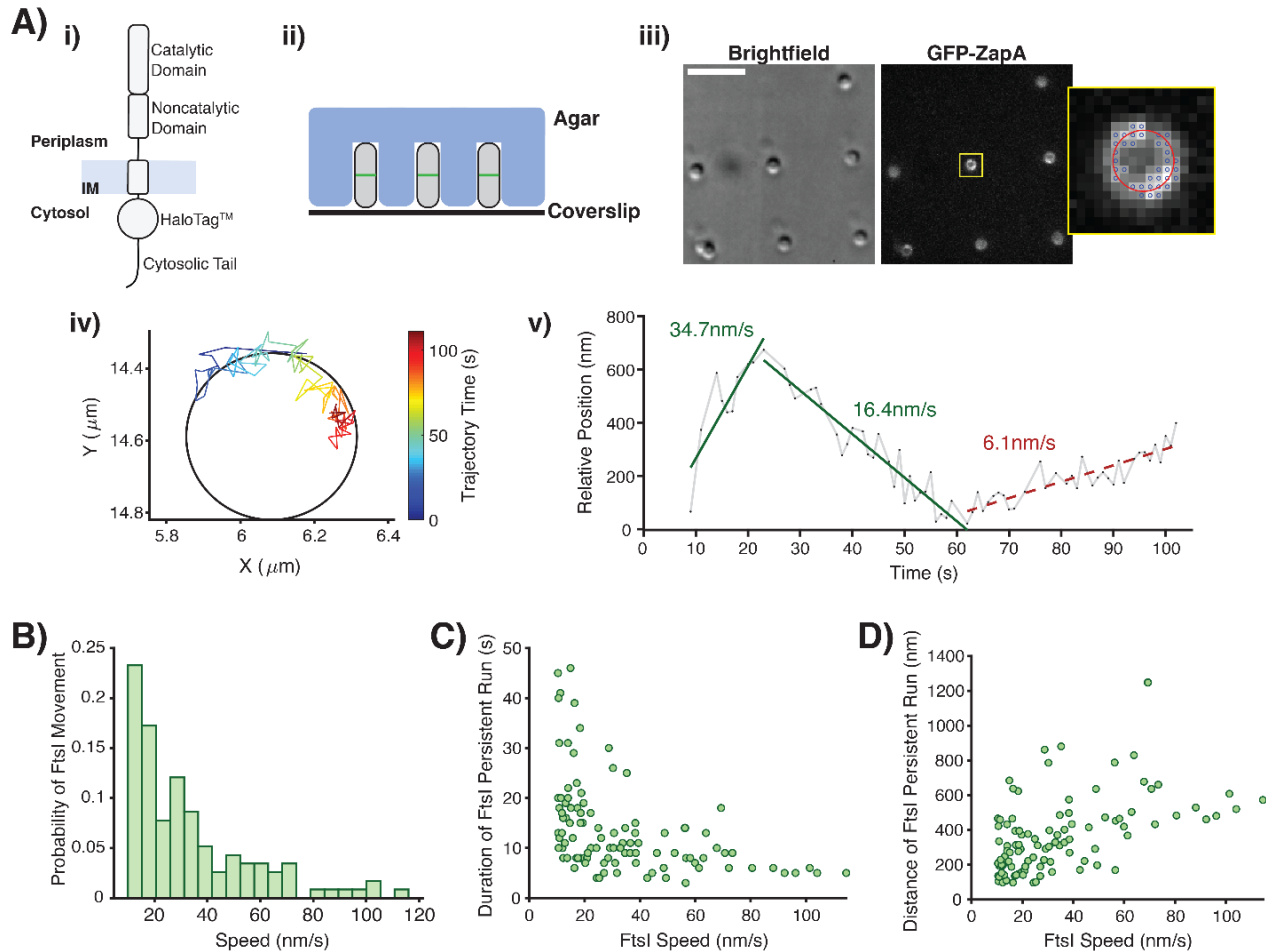 A)
i)
Catalytic
Domain
Noncatalytic
Domain
Periplasm
IM
Cytosol
HaloTag™
Cytosolic Tail
ii)
Agar
Coverslip
iii)
Brightfield
GFP-ZapA
iv)
Y (μm)
14.4
14.6
14.8
5.8
6
6.2
6.4
X (μm)
100
50
0
Trajectory Time (s)
v)
Relative Position (nm)
800
600
400
200
0
34.7nm/s
16.4nm/s
6.1nm/s
0
10
20
30
40
50
60
70
80
90
100
Time (s)
B)
Probability of FtsI Movement
0.25
0.2
0.15
0.1
0.05
0
20
40
60
80
100
120
Speed (nm/s)
C)
Duration of FtsI Persistent Run (s)
50
40
30
20
10
0
0
20
40
60
80
100
FtsI Speed (nm/s)
D)
Distance of FtsI Persistent Run (nm)
1400
1200
1000
800
600
400
200
0
0
20
40
60
80
100
FtsI Speed (nm/s)